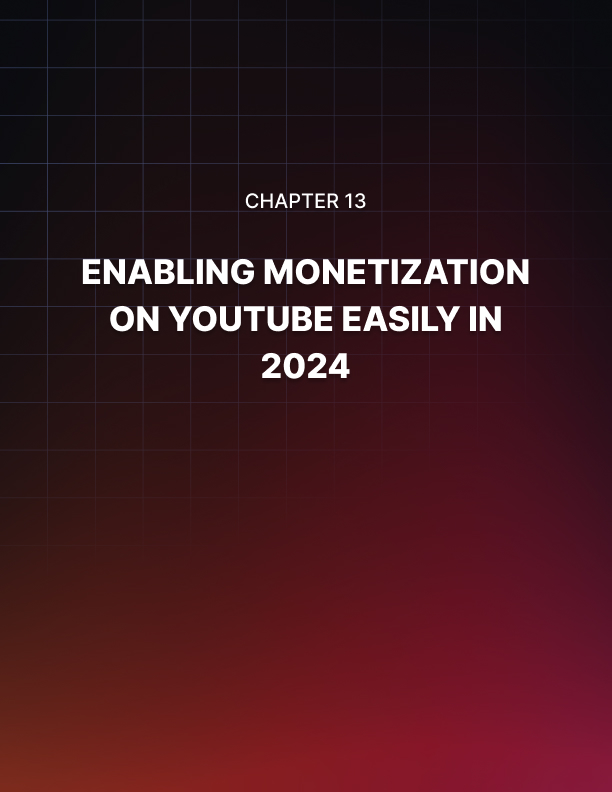 CHAPTER 13
ENABLING MONETIZATION
ON YOUTUBE EASILY IN
2024